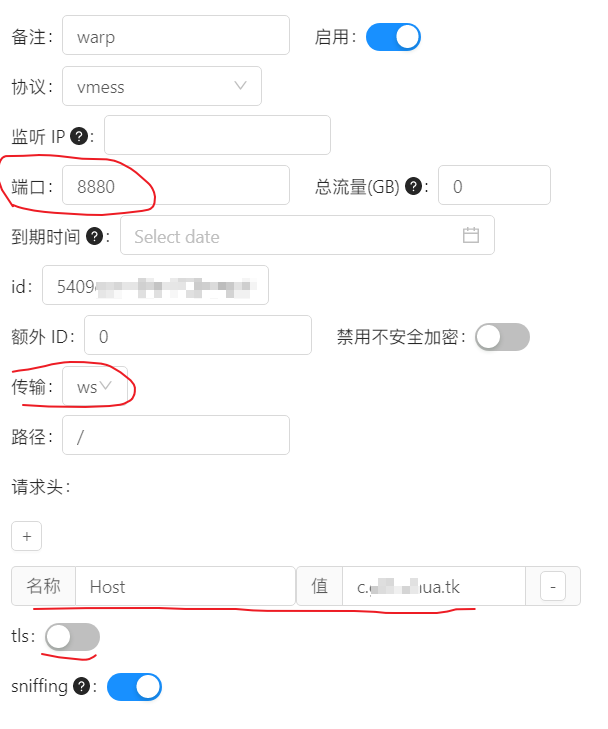 备注: warp 启用:
协议: vmess
监听 IP ? :
端口: 8880 总流量(GB) ? : 0
到期时间 ? : Select date
id: 5409
额外 ID: 0 禁用不安全加密:
传输: ws
路径: /
请求头:
+
名称 Host 值 c. ua.tk -
tls:
sniffing ? :